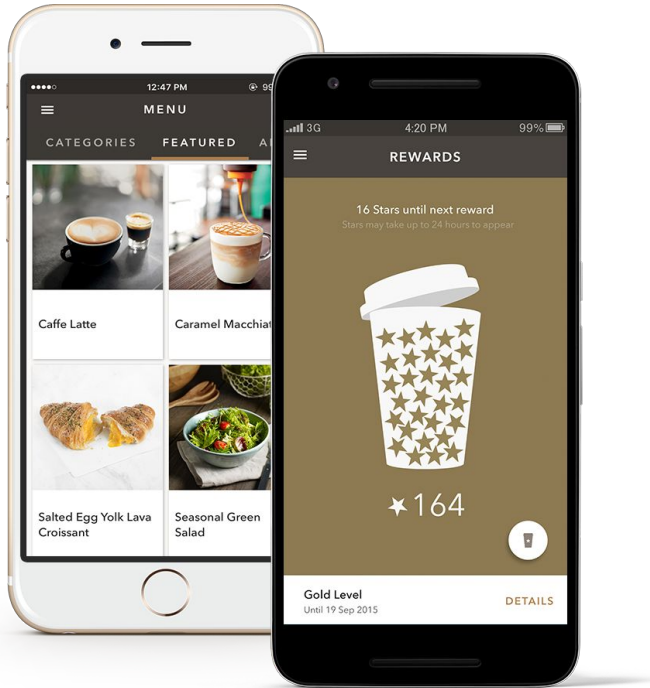 12:47 PM
MENU
CATEGORIES FEATURED
Caffe Latte
Caramel
Salted Egg Yolk Lava
Croissant
Seasonal Green
Salad
3G 4:20 PM 99%
REWARDS
16 Stars until next reward
Stars may take up to 24 hours to appear
164
Gold Level
Until 19 Sep 2015
DETAILS